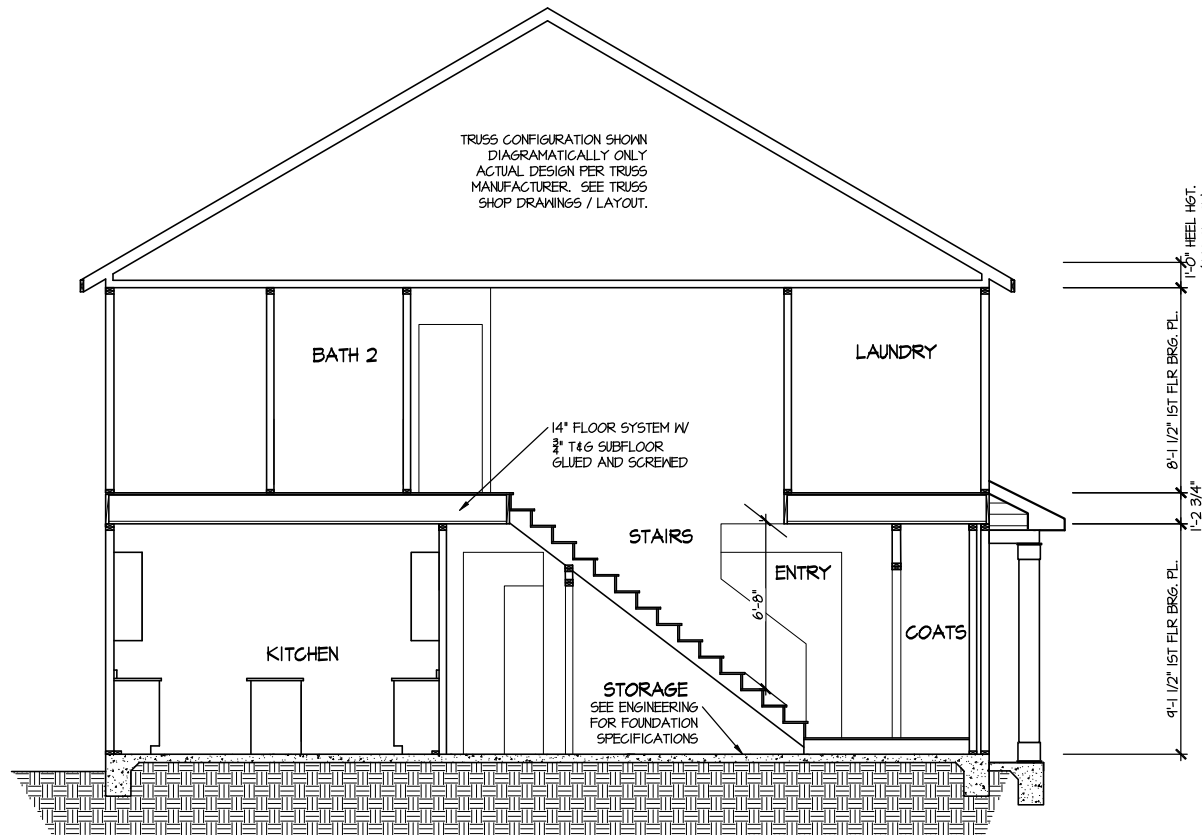 TRUSS CONFIGURATION SHOWN
DIAGRAMATICALLY ONLY
ACTUAL DESIGN PER TRUSS
MANUFACTURER. SEE TRUSS
SHOP DRAWINGS / LAYOUT.
1'-0" HEEL HGT.
BATH 2
LAUNDRY
8'-1 1/2" 1ST FLR BRG. PL.
14" FLOOR SYSTEM W/
3/4" T&G SUBFLOOR
GLUED AND SCREWED
1'-2 3/4"
STAIRS
ENTRY
6'-8"
COATS
KITCHEN
9'-1 1/2" 1ST FLR BRG. PL.
STORAGE
SEE ENGINEERING
FOR FOUNDATION
SPECIFICATIONS